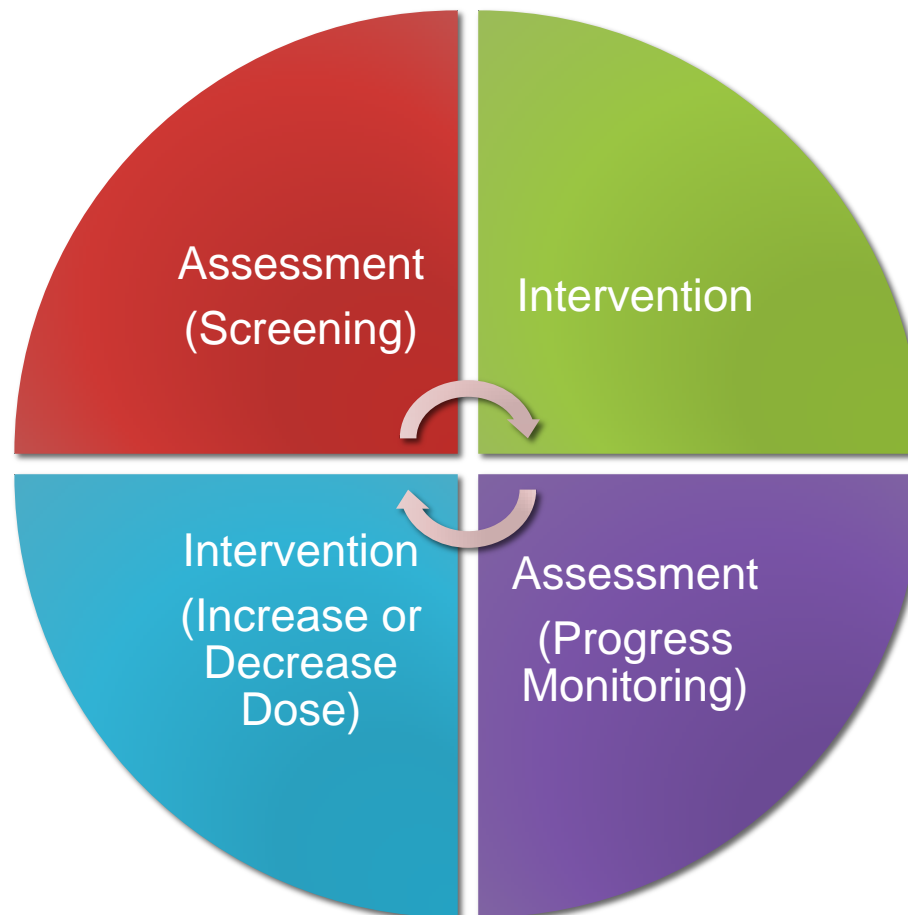 Assessment
(Screening)
Intervention
Intervention
(Increase or
Decrease
Dose)
Assessment
(Progress
Monitoring)